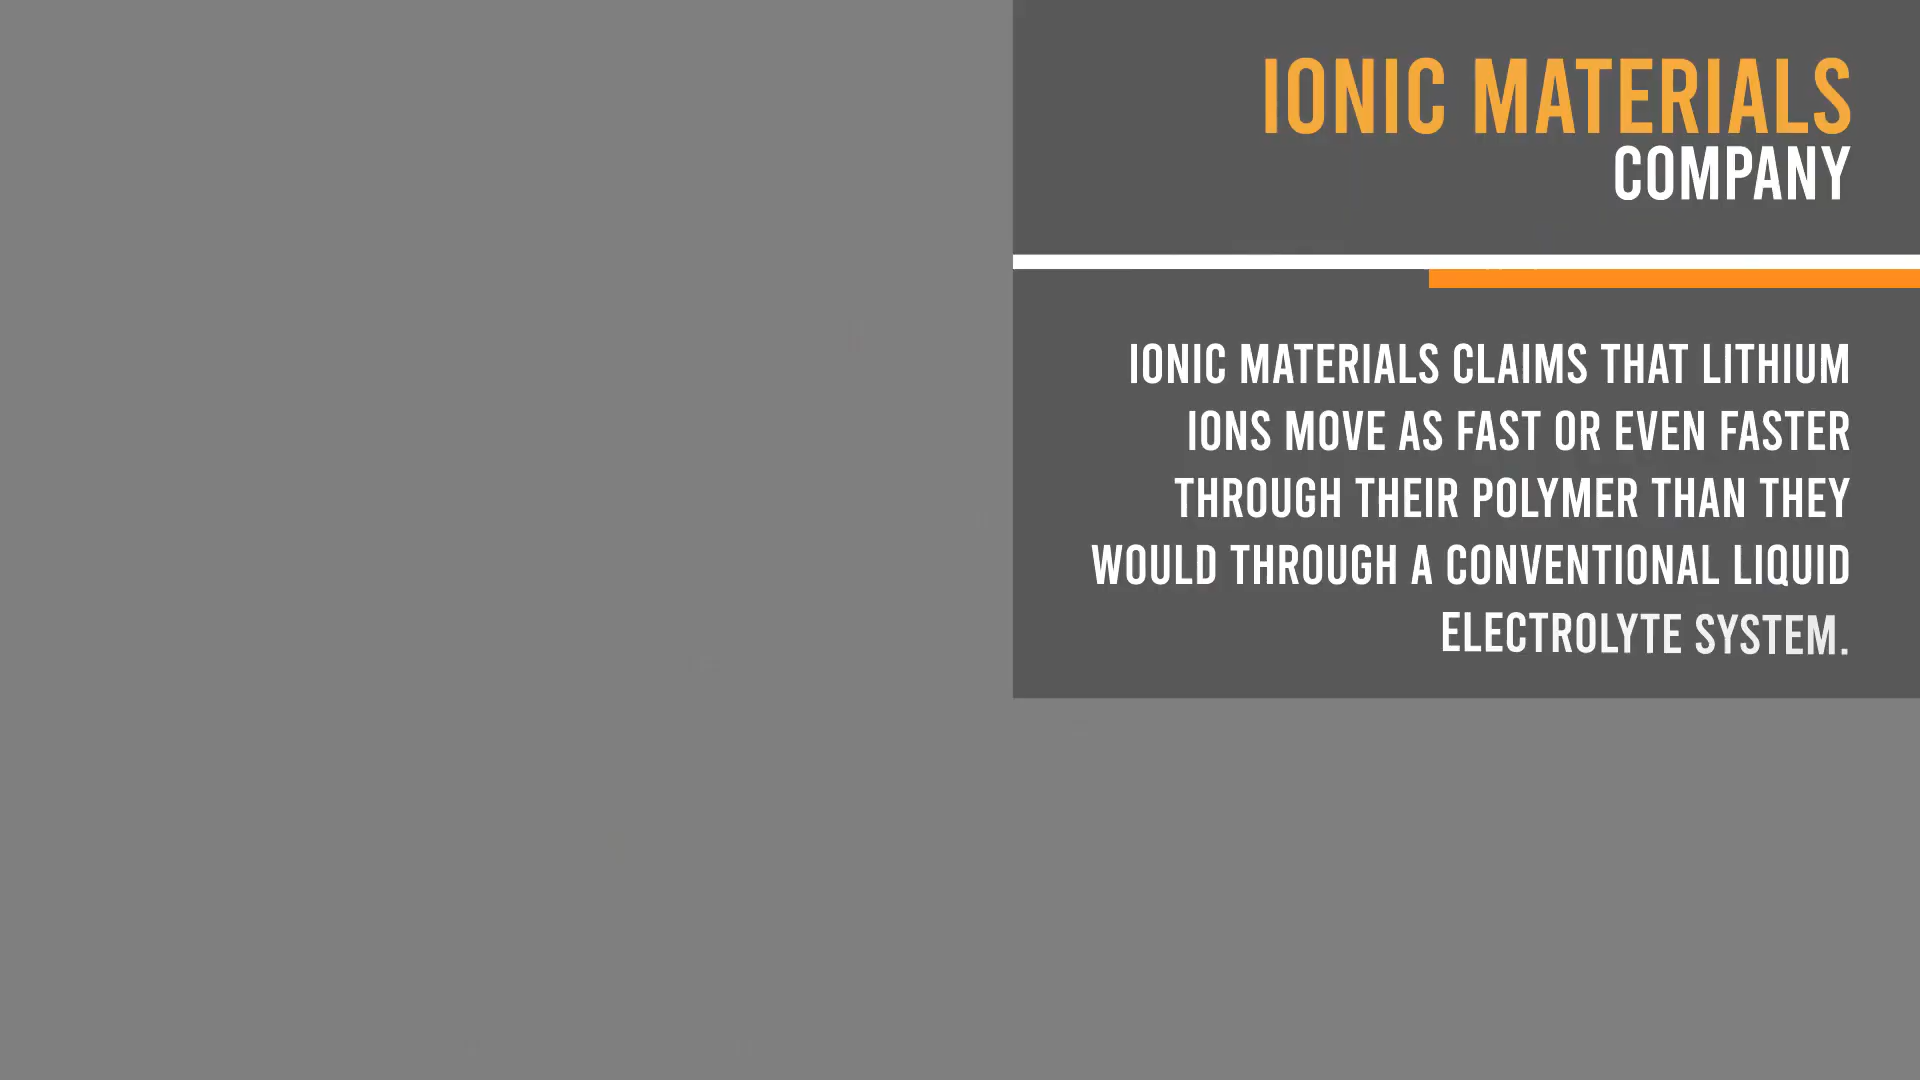 IONIC MATERIALS
COMPANY
IONIC MATERIALS CLAIMS THAT LITHIUM
IONS MOVE AS FAST OR EVEN FASTER
THROUGH THEIR POLYMER THAN THEY
WOULD THROUGH A CONVENTIONAL LIQUID
ELECTROLYTE SYSTEM.